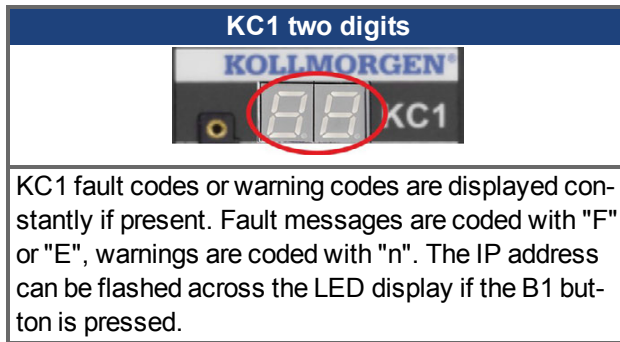 KC1 two digits
KOLLMORGEN®
KC1
KC1 fault codes or warning codes are displayed con-
stantly if present. Fault messages are coded with "F"
or "E", warnings are coded with "n". The IP address
can be flashed across the LED display if the B1 but-
ton is pressed.